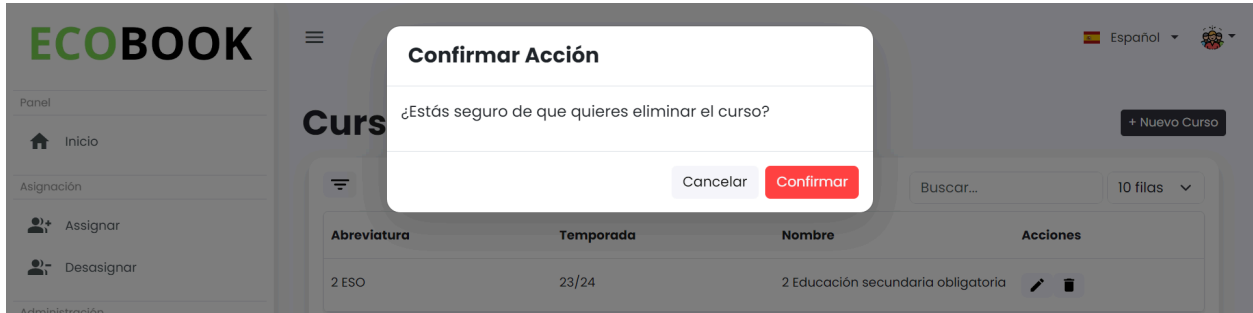 ECOBOOK
Panel
Inicio
Asignación
Assignar
Desasignar
Administración
Español
Curs
+ Nuevo Curso
Confirmar Acción
¿Estás seguro de que quieres eliminar el curso?
Cancelar Confirmar
Buscar... 10 filas
Abreviatura Temporada Nombre Acciones
2 ESO 23/24 2 Educación secundaria obligatoria